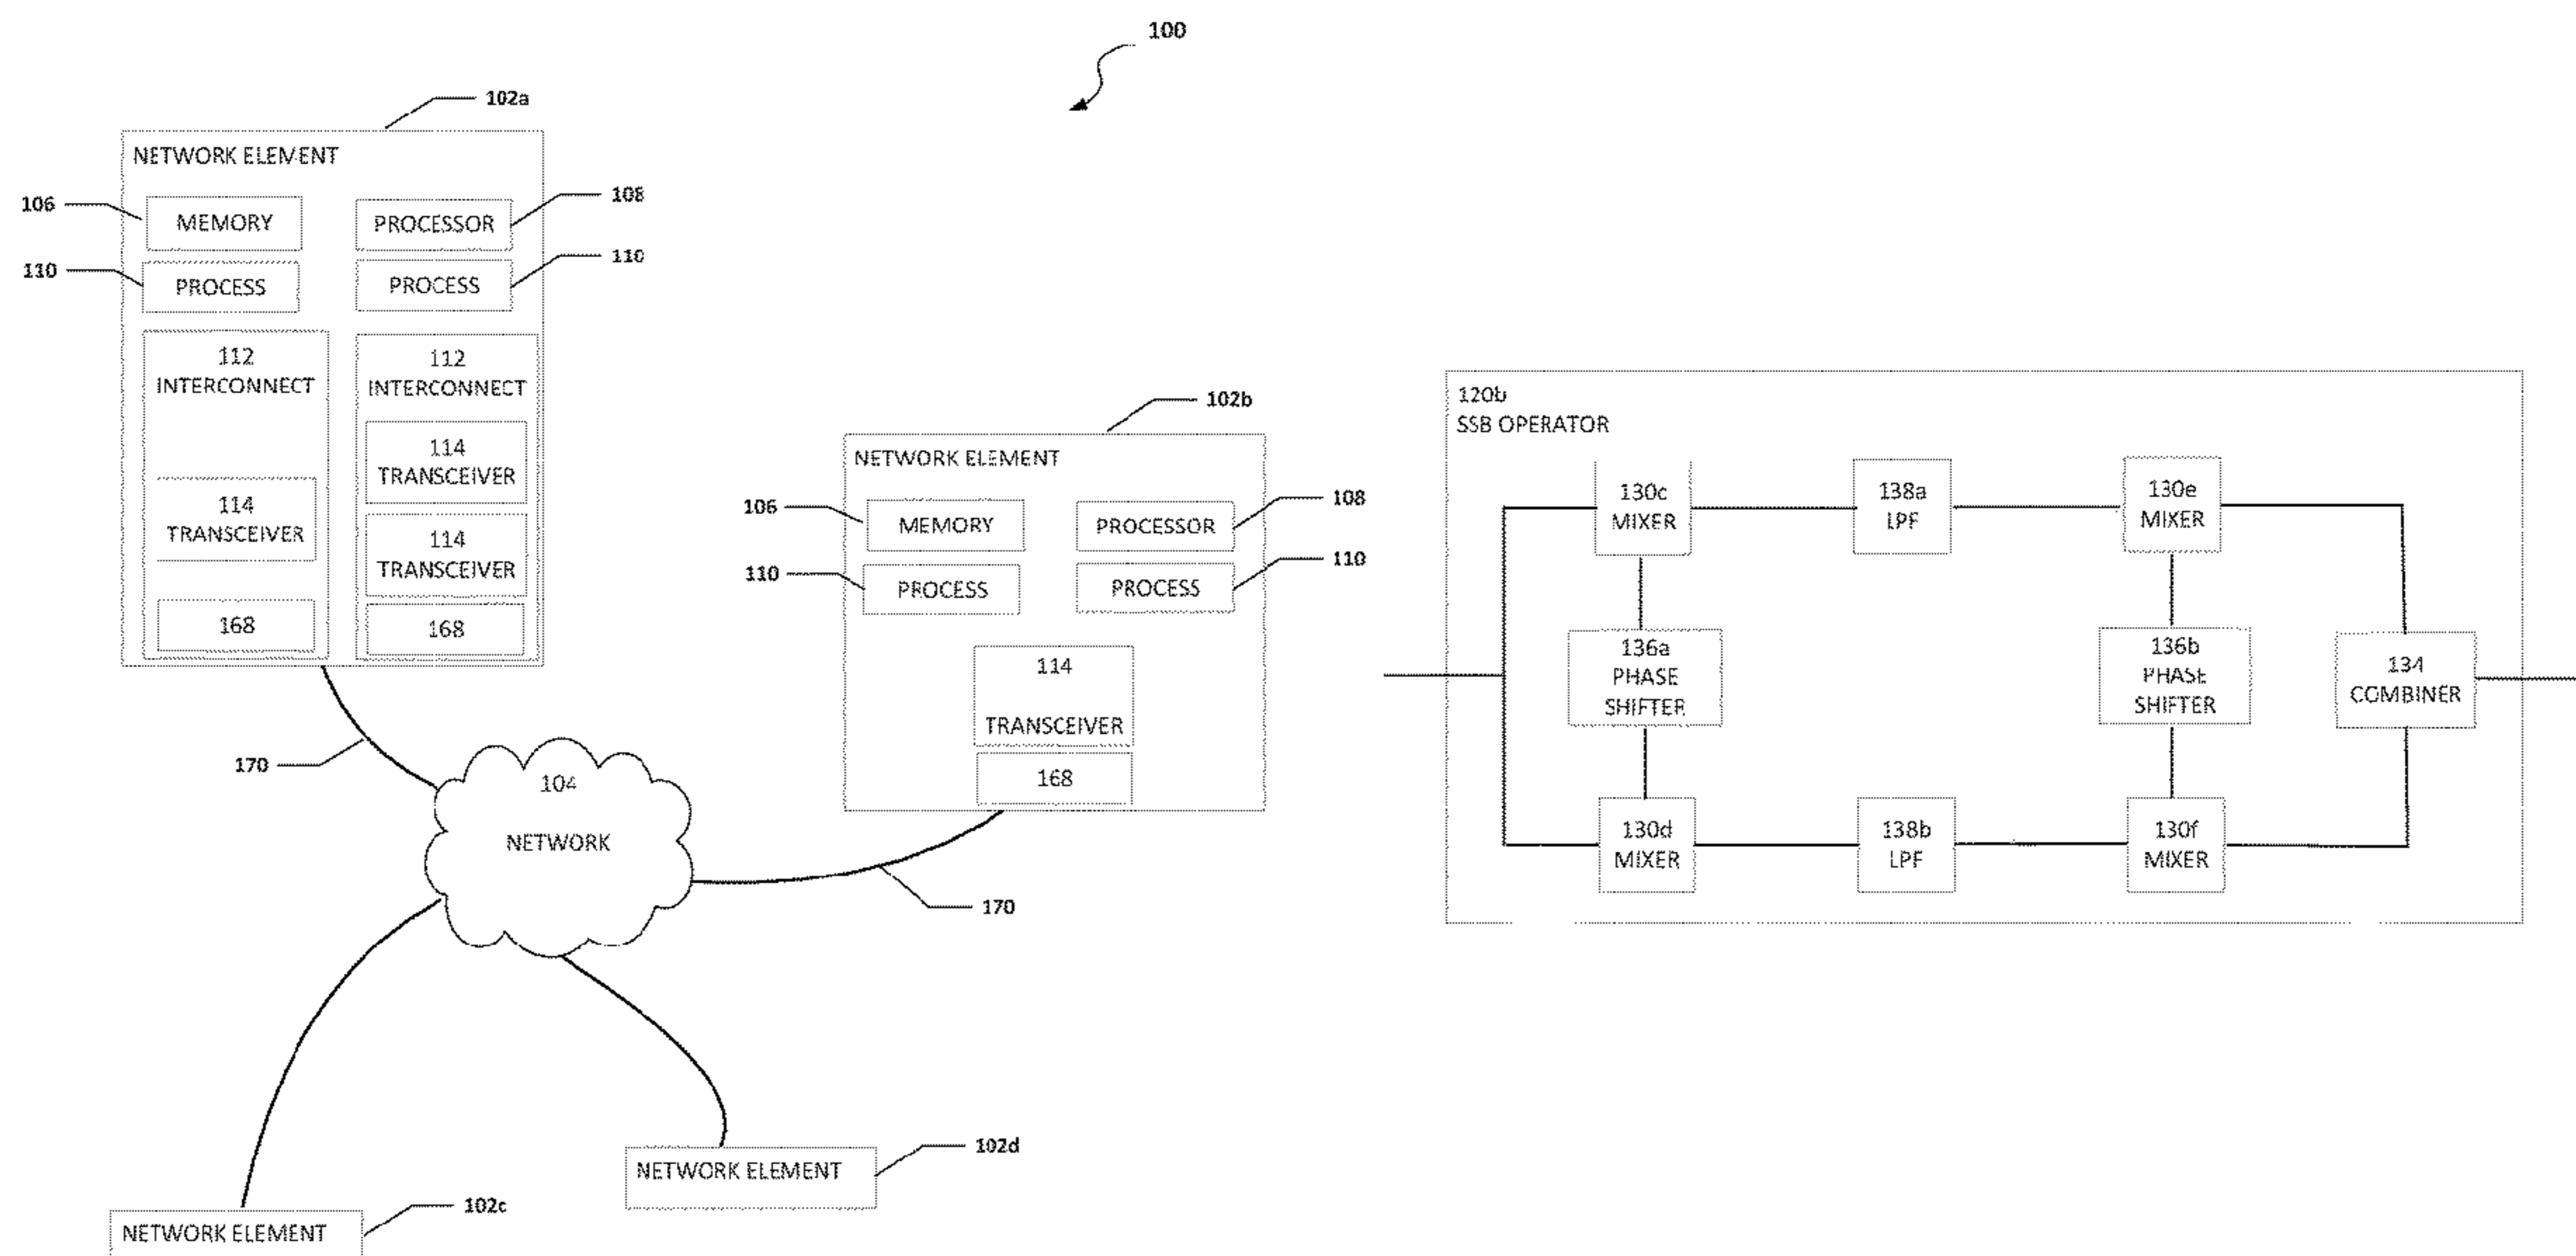 100
102a
NETWORK ELEMENT
106
MEMORY
PROCESSOR
108
110
PROCESS
PROCESS
110
112
INTERCONNECT
114
TRANSCEIVER
168
112
INTERCONNECT
114
TRANSCEIVER
114
TRANSCEIVER
168
170
104
NETWORK
102b
NETWORK ELEMENT
106
MEMORY
PROCESSOR
108
110
PROCESS
PROCESS
110
114
TRANSCEIVER
168
170
102d
NETWORK ELEMENT
102c
NETWORK ELEMENT
120b
SSB OPERATOR
130c
MIXER
138a
LPF
130e
MIXER
136a
PHASE
SHIFTER
136b
PHASE
SHIFTER
134
COMBINER
130d
MIXER
138b
LPF
130f
MIXER